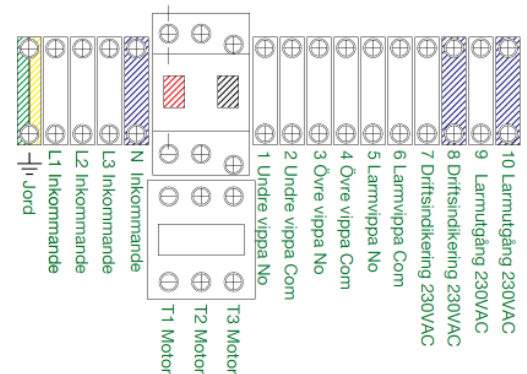 Jord
L1 Inkommande
L2 Inkommande
L3 Inkommande
N Inkommande
T1 Motor
T2 Motor
T3 Motor
1 Undre vippa No
2 Undre vippa Com
3 Övre vippa No
4 Övre vippa Com
5 Larmvippa No
6 Larmvippa Com
7 Driftsindikering 230VAC
8 Driftsindikering 230VAC
9 Larmutgång 230VAC
10 Larmutgång 230VAC